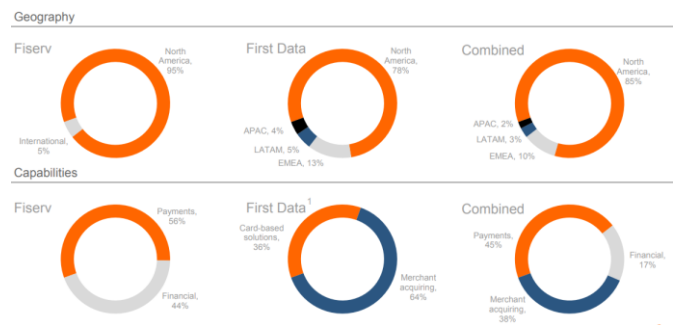 Geography
Fiserv
First Data
Combined
North
America,
95%
International,
5%
North
America,
78%
APAC, 4%
LATAM, 5%
EMEA, 13%
North
America,
85%
APAC, 2%
LATAM, 3%
EMEA, 10%
Capabilities
Fiserv
First Data¹
Combined
Payments,
56%
Financial,
44%
Card-based
solutions,
36%
Merchant
acquiring,
64%
Payments,
45%
Financial,
17%
Merchant
acquiring,
38%